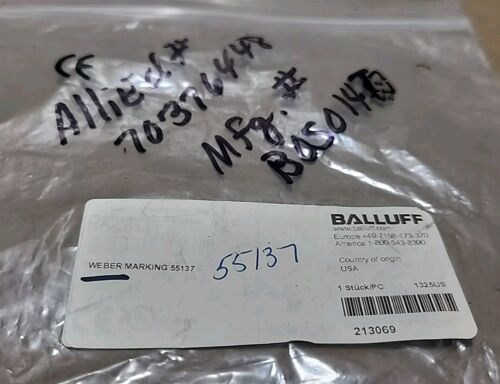 CE
Allied #
70376448
Mfg. #
BALLUFF
www.balluff.com
Europe +49-7158-173-370
America 1-800-543-8390
WEBER MARKING 55137
55137
Country of origin
USA
1 Stück/PC 1325US
213069